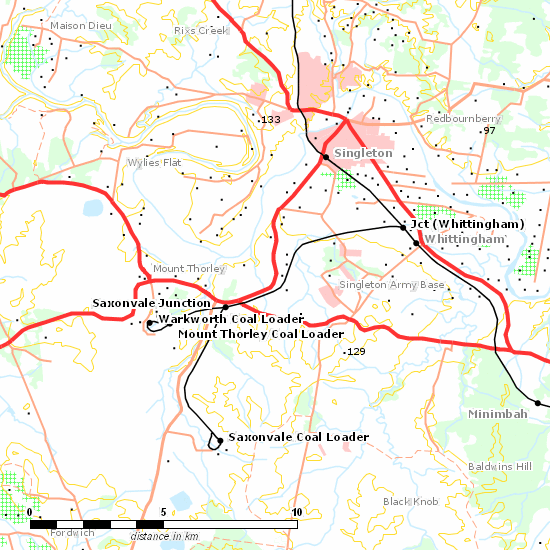 Maison Dieu
Rixs Creek
.133
Redbournberry
.97
Singleton
Wylies Flat
Jct (Whittingham)
Whittingham
Mount Thorley
Singleton Army Base
Saxonvale Junction
Warkworth Coal Loader
Mount Thorley Coal Loader
.129
Minimbah
Saxonvale Coal Loader
Baldwins Hill
Black Knob
0 5 10
distance in km
Fordwich